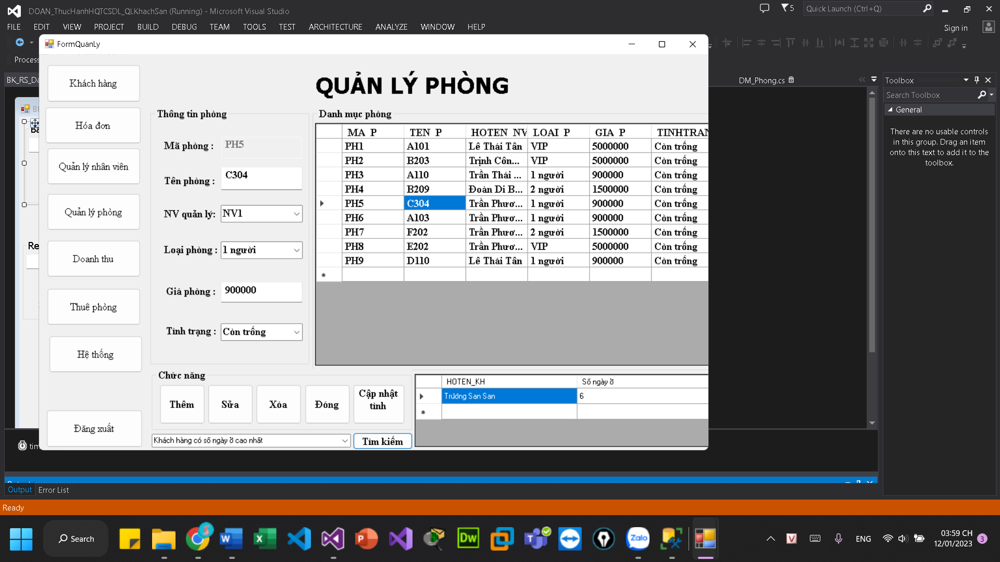 DOAN_ThucHanhHQTCSDL_QLKhachSan (Running) - Microsoft Visual Studio
5
Quick Launch (Ctrl+Q)
FILE EDIT VIEW PROJECT BUILD DEBUG TEAM TOOLS TEST ARCHITECTURE ANALYZE WINDOW HELP
Sign in
FormQuanLy
Process
BK_RS_Da
DM_Phong.cs
Toolbox
Search Toolbox
General
There are no usable controls
in this group. Drag an item
onto this text to add it to the
toolbox.
Khách hàng
Hóa đơn
Quản lý nhân viên
Quản lý phòng
Doanh thu
Thuê phòng
Hệ thống
Đăng xuất
QUẢN LÝ PHÒNG
Thông tin phòng
Mã phòng : PH5
Tên phòng : C304
NV quản lý: NV1
Loại phòng : 1 người
Giá phòng : 900000
Tình trạng : Còn trống
Danh mục phòng
MA_P TEN_P HOTEN_NV LOAI_P GIA_P TINHTRAN
PH1 A101 Lê Thái Tân VIP 5000000 Còn trống
PH2 B203 Trịnh Côn... VIP 5000000 Còn trống
PH3 A110 Trần Thái ... 1 người 900000 Còn trống
PH4 B209 Đoàn Di B... 2 người 1500000 Còn trống
PH5 C304 Trần Phươ... 1 người 900000 Còn trống
PH6 A103 Trần Phươ... 1 người 900000 Còn trống
PH7 F202 Trần Phươ... 2 người 1500000 Còn trống
PH8 E202 Trần Phươ... VIP 5000000 Còn trống
PH9 D110 Lê Thái Tân 1 người 900000 Còn trống
Chức năng
Thêm Sửa Xóa Đóng Cập nhật
tình
Khách hàng có số ngày ở cao nhất
Tìm kiếm
HOTEN_KH Số ngày ở
Trương San San 6
Re
tim
Output Error List
Ready
Search
Zalo
ENG
03:59 CH
12/01/2023
3